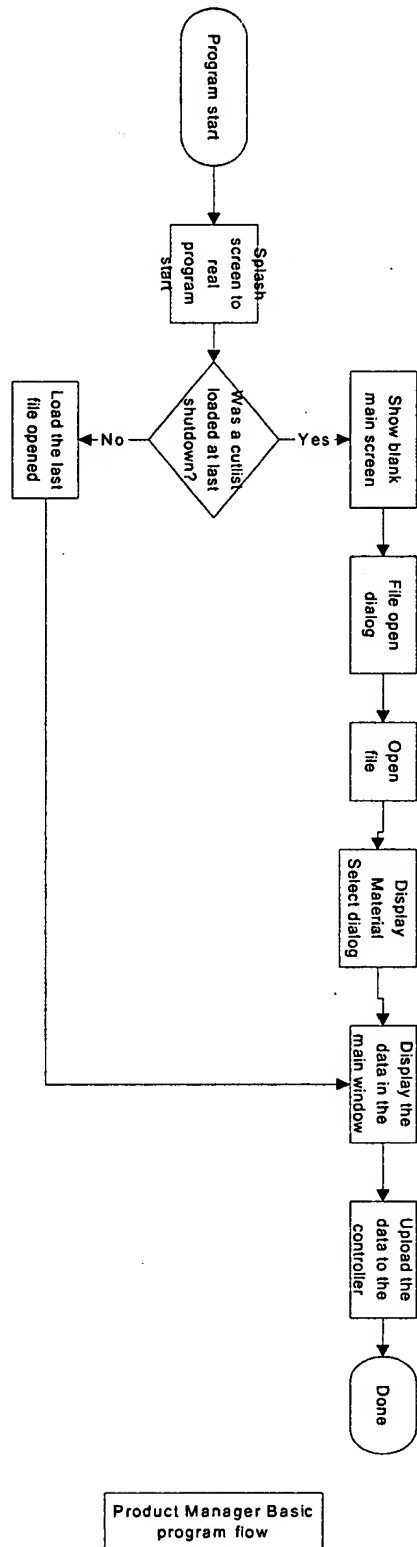 Program start
Splash
screen to
real
program
start
Was a cutlist
loaded at last
shutdown?
Yes
No
Show blank
main screen
File open
dialog
Open
file
Display
Material
Select dialog
Load the last
file opened
Display the
data in the
main window
Upload the
data to the
controller
Done
Product Manager Basic
program flow